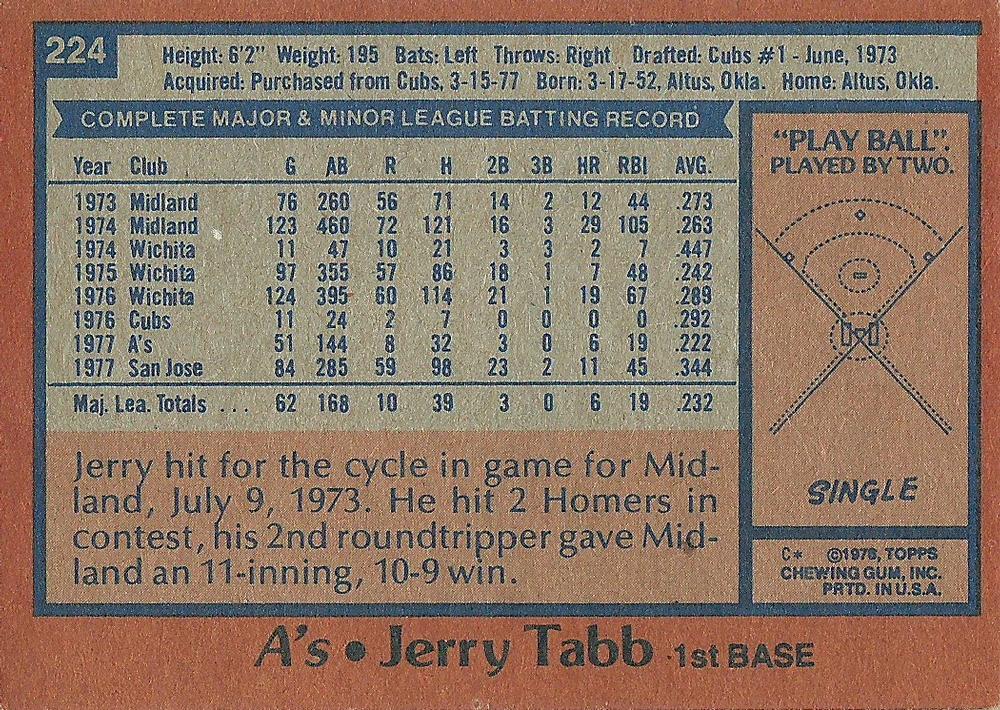 224
Height: 6'2" Weight: 195 Bats: Left Throws: Right Drafted: Cubs #1 - June, 1973
Acquired: Purchased from Cubs, 3-15-77 Born: 3-17-52, Altus, Okla. Home: Altus, Okla.
COMPLETE MAJOR & MINOR LEAGUE BATTING RECORD
Year Club G AB R H 2B 3B HR RBI AVG.
1973 Midland 76 260 56 71 14 2 12 44 .273
1974 Midland 123 460 72 121 16 3 29 105 .263
1974 Wichita 11 47 10 21 3 3 2 7 .447
1975 Wichita 97 355 57 86 18 1 7 48 .242
1976 Wichita 124 395 60 114 21 1 19 67 .289
1976 Cubs 11 24 2 7 0 0 0 0 .292
1977 A's 51 144 8 32 3 0 6 19 .222
1977 San Jose 84 285 59 98 23 2 11 45 .344
Maj. Lea. Totals ... 62 168 10 39 3 0 6 19 .232
Jerry hit for the cycle in game for Mid-
land, July 9, 1973. He hit 2 Homers in
contest, his 2nd roundtripper gave Mid-
land an 11-inning, 10-9 win.
"PLAY BALL".
PLAYED BY TWO.
SINGLE
C* ©1978, TOPPS
CHEWING GUM, INC.
PRTD. IN U.S.A.
A's • Jerry Tabb 1st BASE